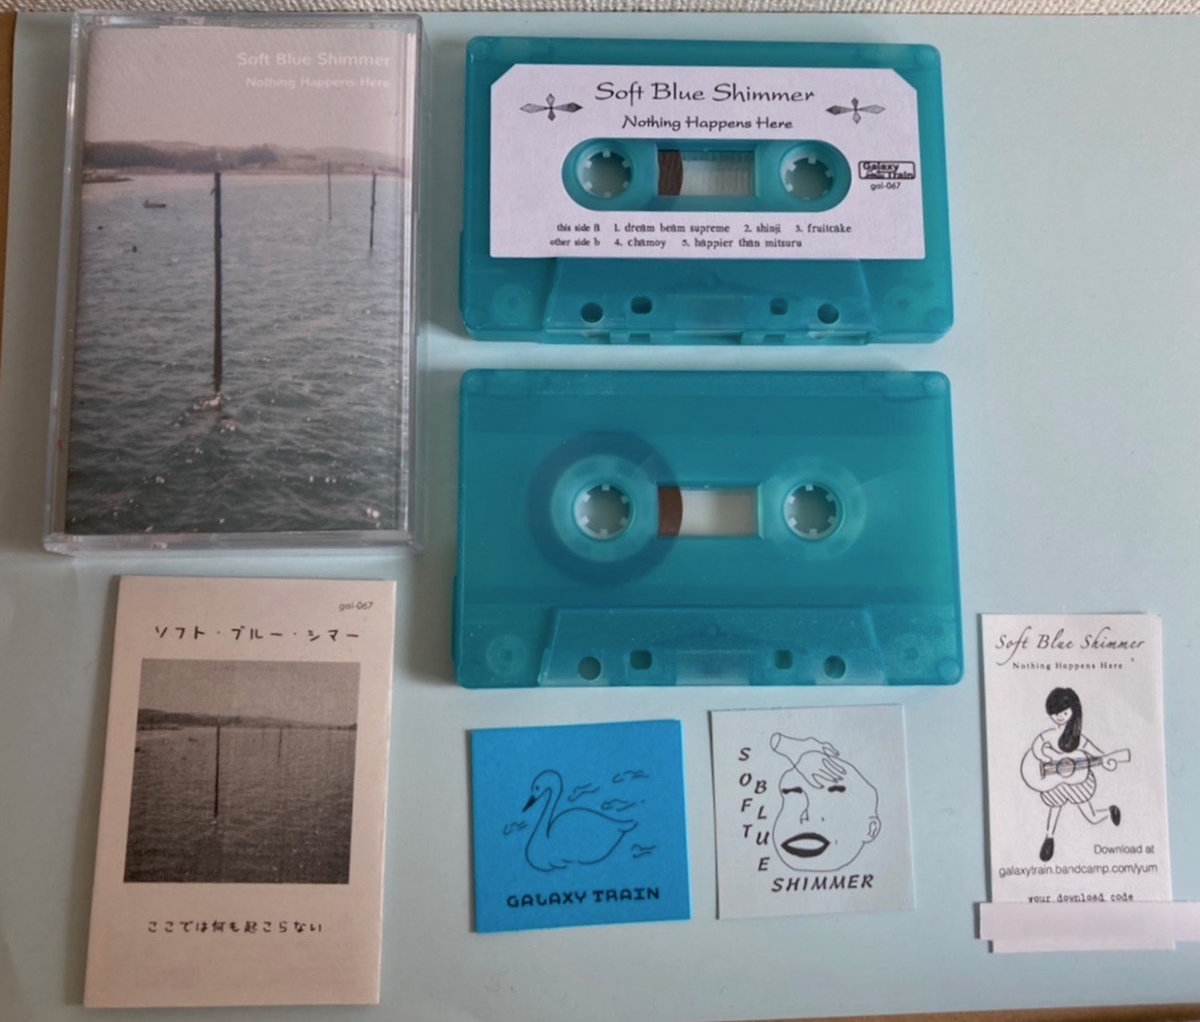 Soft Blue Shimmer
Nothing Happens Here
Soft Blue Shimmer
Nothing Happens Here
Galaxy Train
gal-067
this side a 1. dream beam supreme 2. shinji 3. fruitcake
other side b 4. chamoy 5. happier than mitsuru
gal-067
ソフト・ブルー・シマー
ここでは何も起こらない
GALAXY TRAIN
SOFT
BLUE
SHIMMER
Soft Blue Shimmer
Nothing Happens Here
Download at
galaxytrain.bandcamp.com/yum
your download code